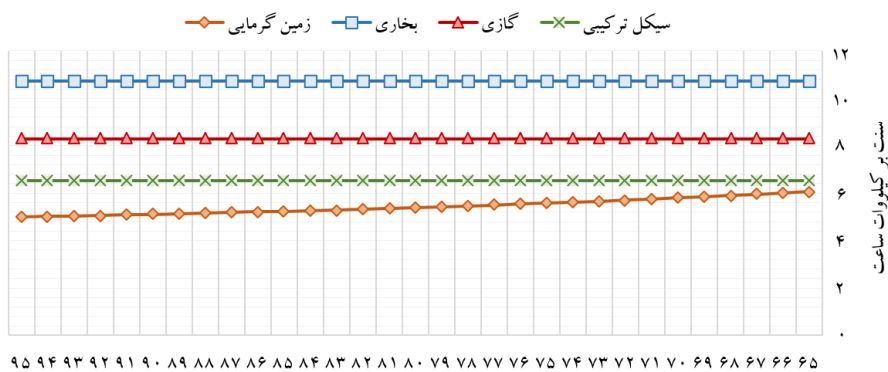 زمین گرمایی بخاری گازی سیکل ترکیبی
۱۲
۱۰
۸
۶
۴
۲
۰
سنت بر کیلووات ساعت
۹۵ ۹۴ ۹۳ ۹۲ ۹۱ ۹۰ ۸۹ ۸۸ ۸۷ ۸۶ ۸۵ ۸۴ ۸۳ ۸۲ ۸۱ ۸۰ ۷۹ ۷۸ ۷۷ ۷۶ ۷۵ ۷۴ ۷۳ ۷۲ ۷۱ ۷۰ ۶۹ ۶۸ ۶۷ ۶۶ ۶۵